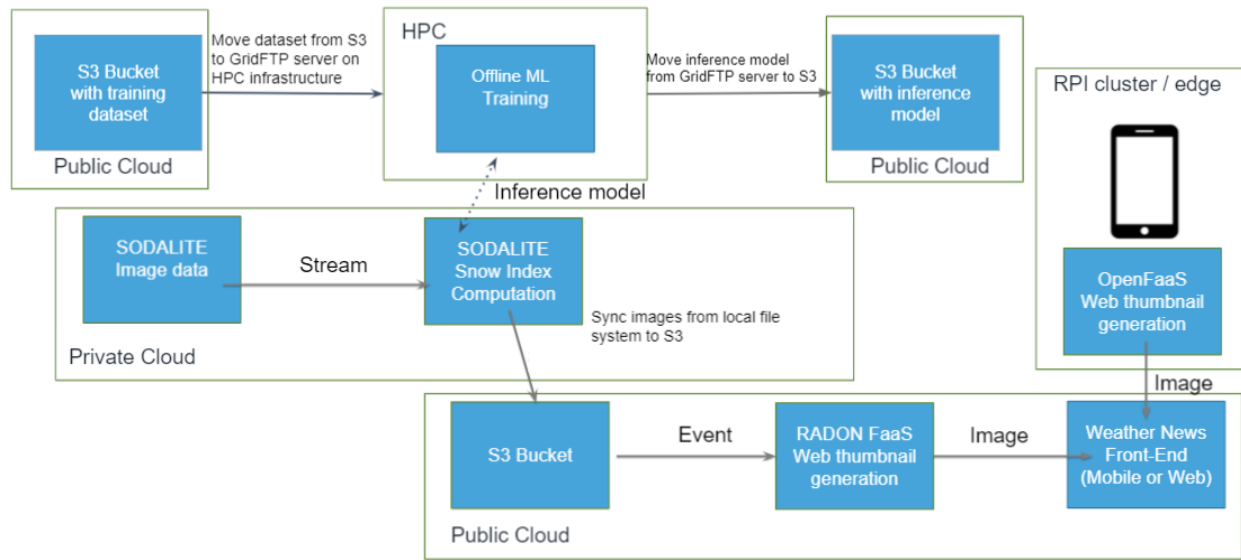 S3 Bucket
with training
dataset
Public Cloud
Move dataset from S3
to GridFTP server on
HPC infrastructure
HPC
Offline ML
Training
Move inference model
from GridFTP server to S3
S3 Bucket
with inference
model
Public Cloud
RPI cluster / edge
OpenFaaS
Web thumbnail
generation
Image
Inference model
SODALITE
Image data
Stream
SODALITE
Snow Index
Computation
Sync images from local file
system to S3
Private Cloud
S3 Bucket
Event
RADON FaaS
Web thumbnail
generation
Image
Weather News
Front-End
(Mobile or Web)
Public Cloud